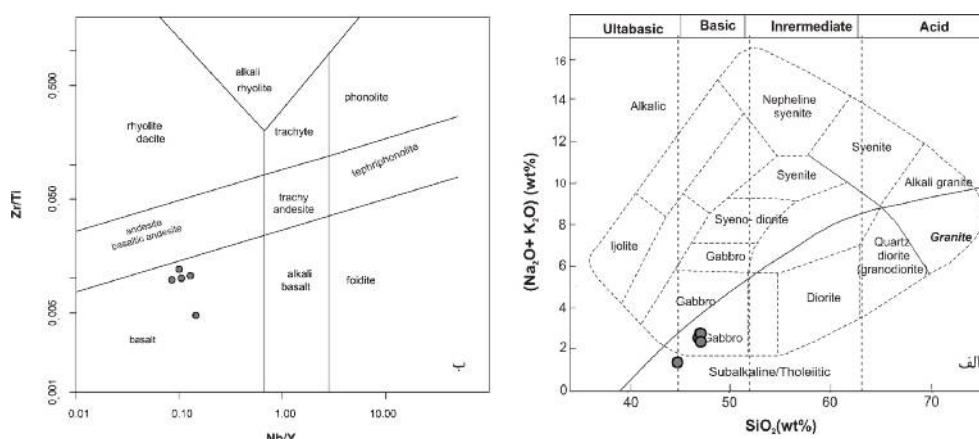 0.500
0.050
0.005
0.001
Zr/Ti
0.01
0.10
1.00
10.00
Nb/Y
alkali
rhyolite
phonolite
rhyolite
dacite
trachyte
tephriphonolite
trachy
andesite
andesite
basaltic andesite
alkali
basalt
foidite
basalt
ب
Ultabasic
Basic
Inrermediate
Acid
16
14
12
10
8
6
4
2
0
(Na₂O+ K₂O) (wt%)
40
50
60
70
SiO₂(wt%)
Alkalic
Nepheline
syenite
Syenite
Syenite
Alkali granite
Syeno- diorite
Ijolite
Gabbro
Quartz
diorite
(granodiorite)
Granite
Gabbro
Diorite
Gabbro
Subalkaline/Tholeiitic
الف